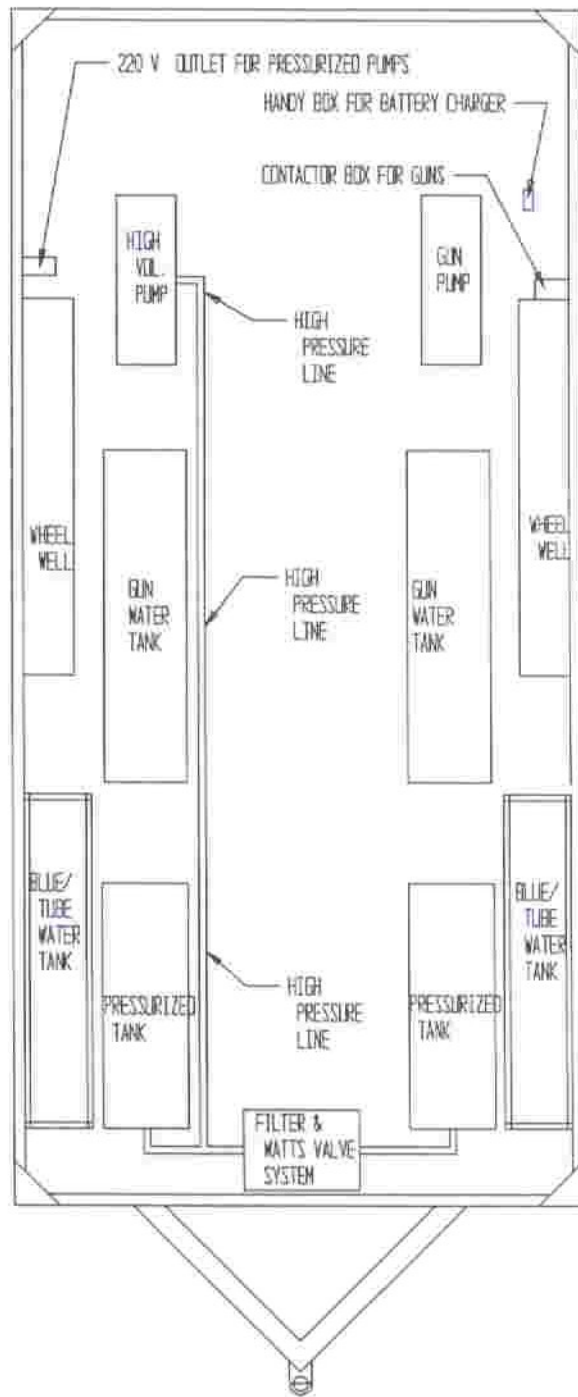 220 V OUTLET FOR PRESSURIZED PUMPS
HANDY BOX FOR BATTERY CHARGER
CONTACTOR BOX FOR GUNS
HIGH
VOL.
PUMP
GUN
PUMP
HIGH
PRESSURE
LINE
WHEEL
WELL
GUN
WATER
TANK
HIGH
PRESSURE
LINE
GUN
WATER
TANK
WHEEL
WELL
BLUE/
TUBE
WATER
TANK
PRESSURIZED
TANK
HIGH
PRESSURE
LINE
PRESSURIZED
TANK
BLUE/
TUBE
WATER
TANK
FILTER &
WATTS VALVE
SYSTEM